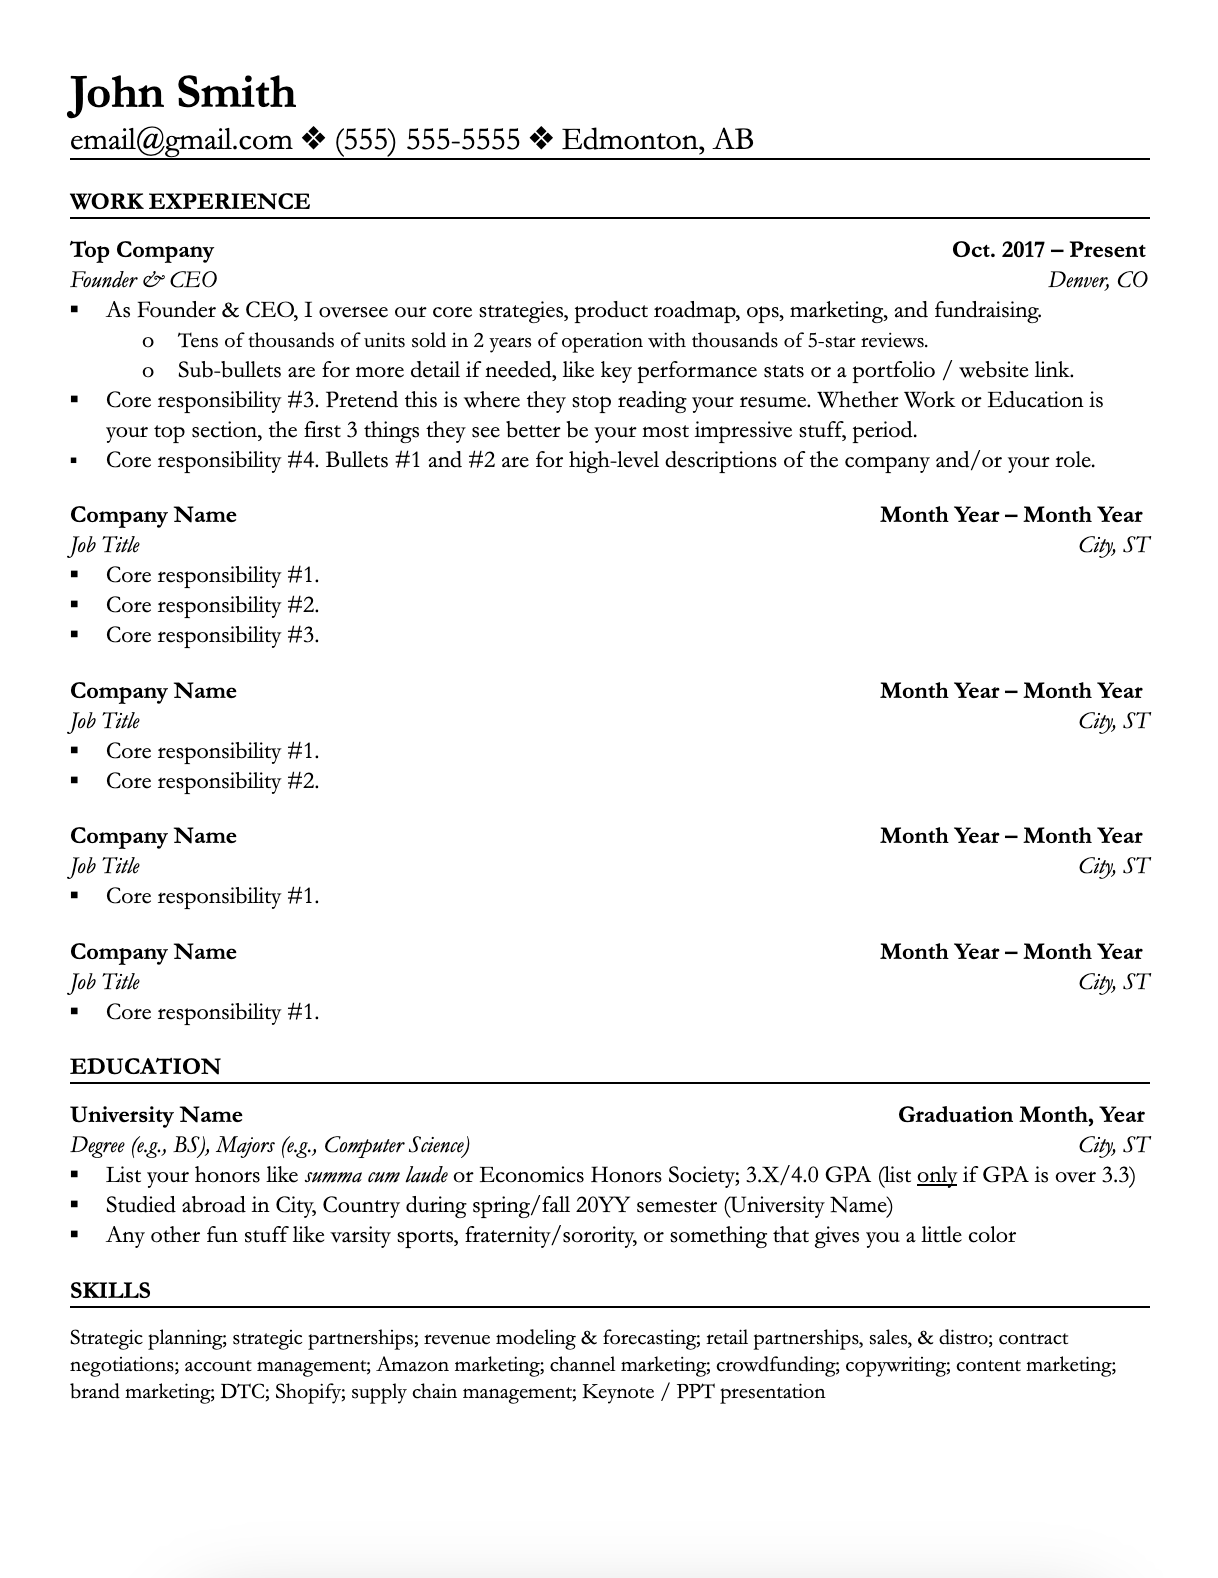 John Smith
email@gmail.com ❖ (555) 555-5555 ❖ Edmonton, AB
WORK EXPERIENCE
Top Company Oct. 2017 – Present
Founder & CEO Denver, CO
▪ As Founder & CEO, I oversee our core strategies, product roadmap, ops, marketing, and fundraising.
o Tens of thousands of units sold in 2 years of operation with thousands of 5-star reviews.
o Sub-bullets are for more detail if needed, like key performance stats or a portfolio / website link.
▪ Core responsibility #3. Pretend this is where they stop reading your resume. Whether Work or Education is
your top section, the first 3 things they see better be your most impressive stuff, period.
▪ Core responsibility #4. Bullets #1 and #2 are for high-level descriptions of the company and/or your role.
Company Name Month Year – Month Year
Job Title City, ST
▪ Core responsibility #1.
▪ Core responsibility #2.
▪ Core responsibility #3.
Company Name Month Year – Month Year
Job Title City, ST
▪ Core responsibility #1.
▪ Core responsibility #2.
Company Name Month Year – Month Year
Job Title City, ST
▪ Core responsibility #1.
Company Name Month Year – Month Year
Job Title City, ST
▪ Core responsibility #1.
EDUCATION
University Name Graduation Month, Year
Degree (e.g., BS), Majors (e.g., Computer Science) City, ST
▪ List your honors like summa cum laude or Economics Honors Society; 3.X/4.0 GPA (list only if GPA is over 3.3)
▪ Studied abroad in City, Country during spring/fall 20YY semester (University Name)
▪ Any other fun stuff like varsity sports, fraternity/sorority, or something that gives you a little color
SKILLS
Strategic planning; strategic partnerships; revenue modeling & forecasting; retail partnerships, sales, & distro; contract
negotiations; account management; Amazon marketing; channel marketing; crowdfunding; copywriting; content marketing;
brand marketing; DTC; Shopify; supply chain management; Keynote / PPT presentation